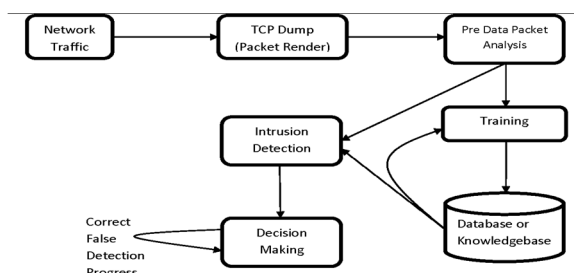 Network
Traffic
TCP Dump
(Packet Render)
Pre Data Packet
Analysis
Intrusion
Detection
Training
Database or
Knowledgebase
Decision
Making
Correct
False
Detection
Progress